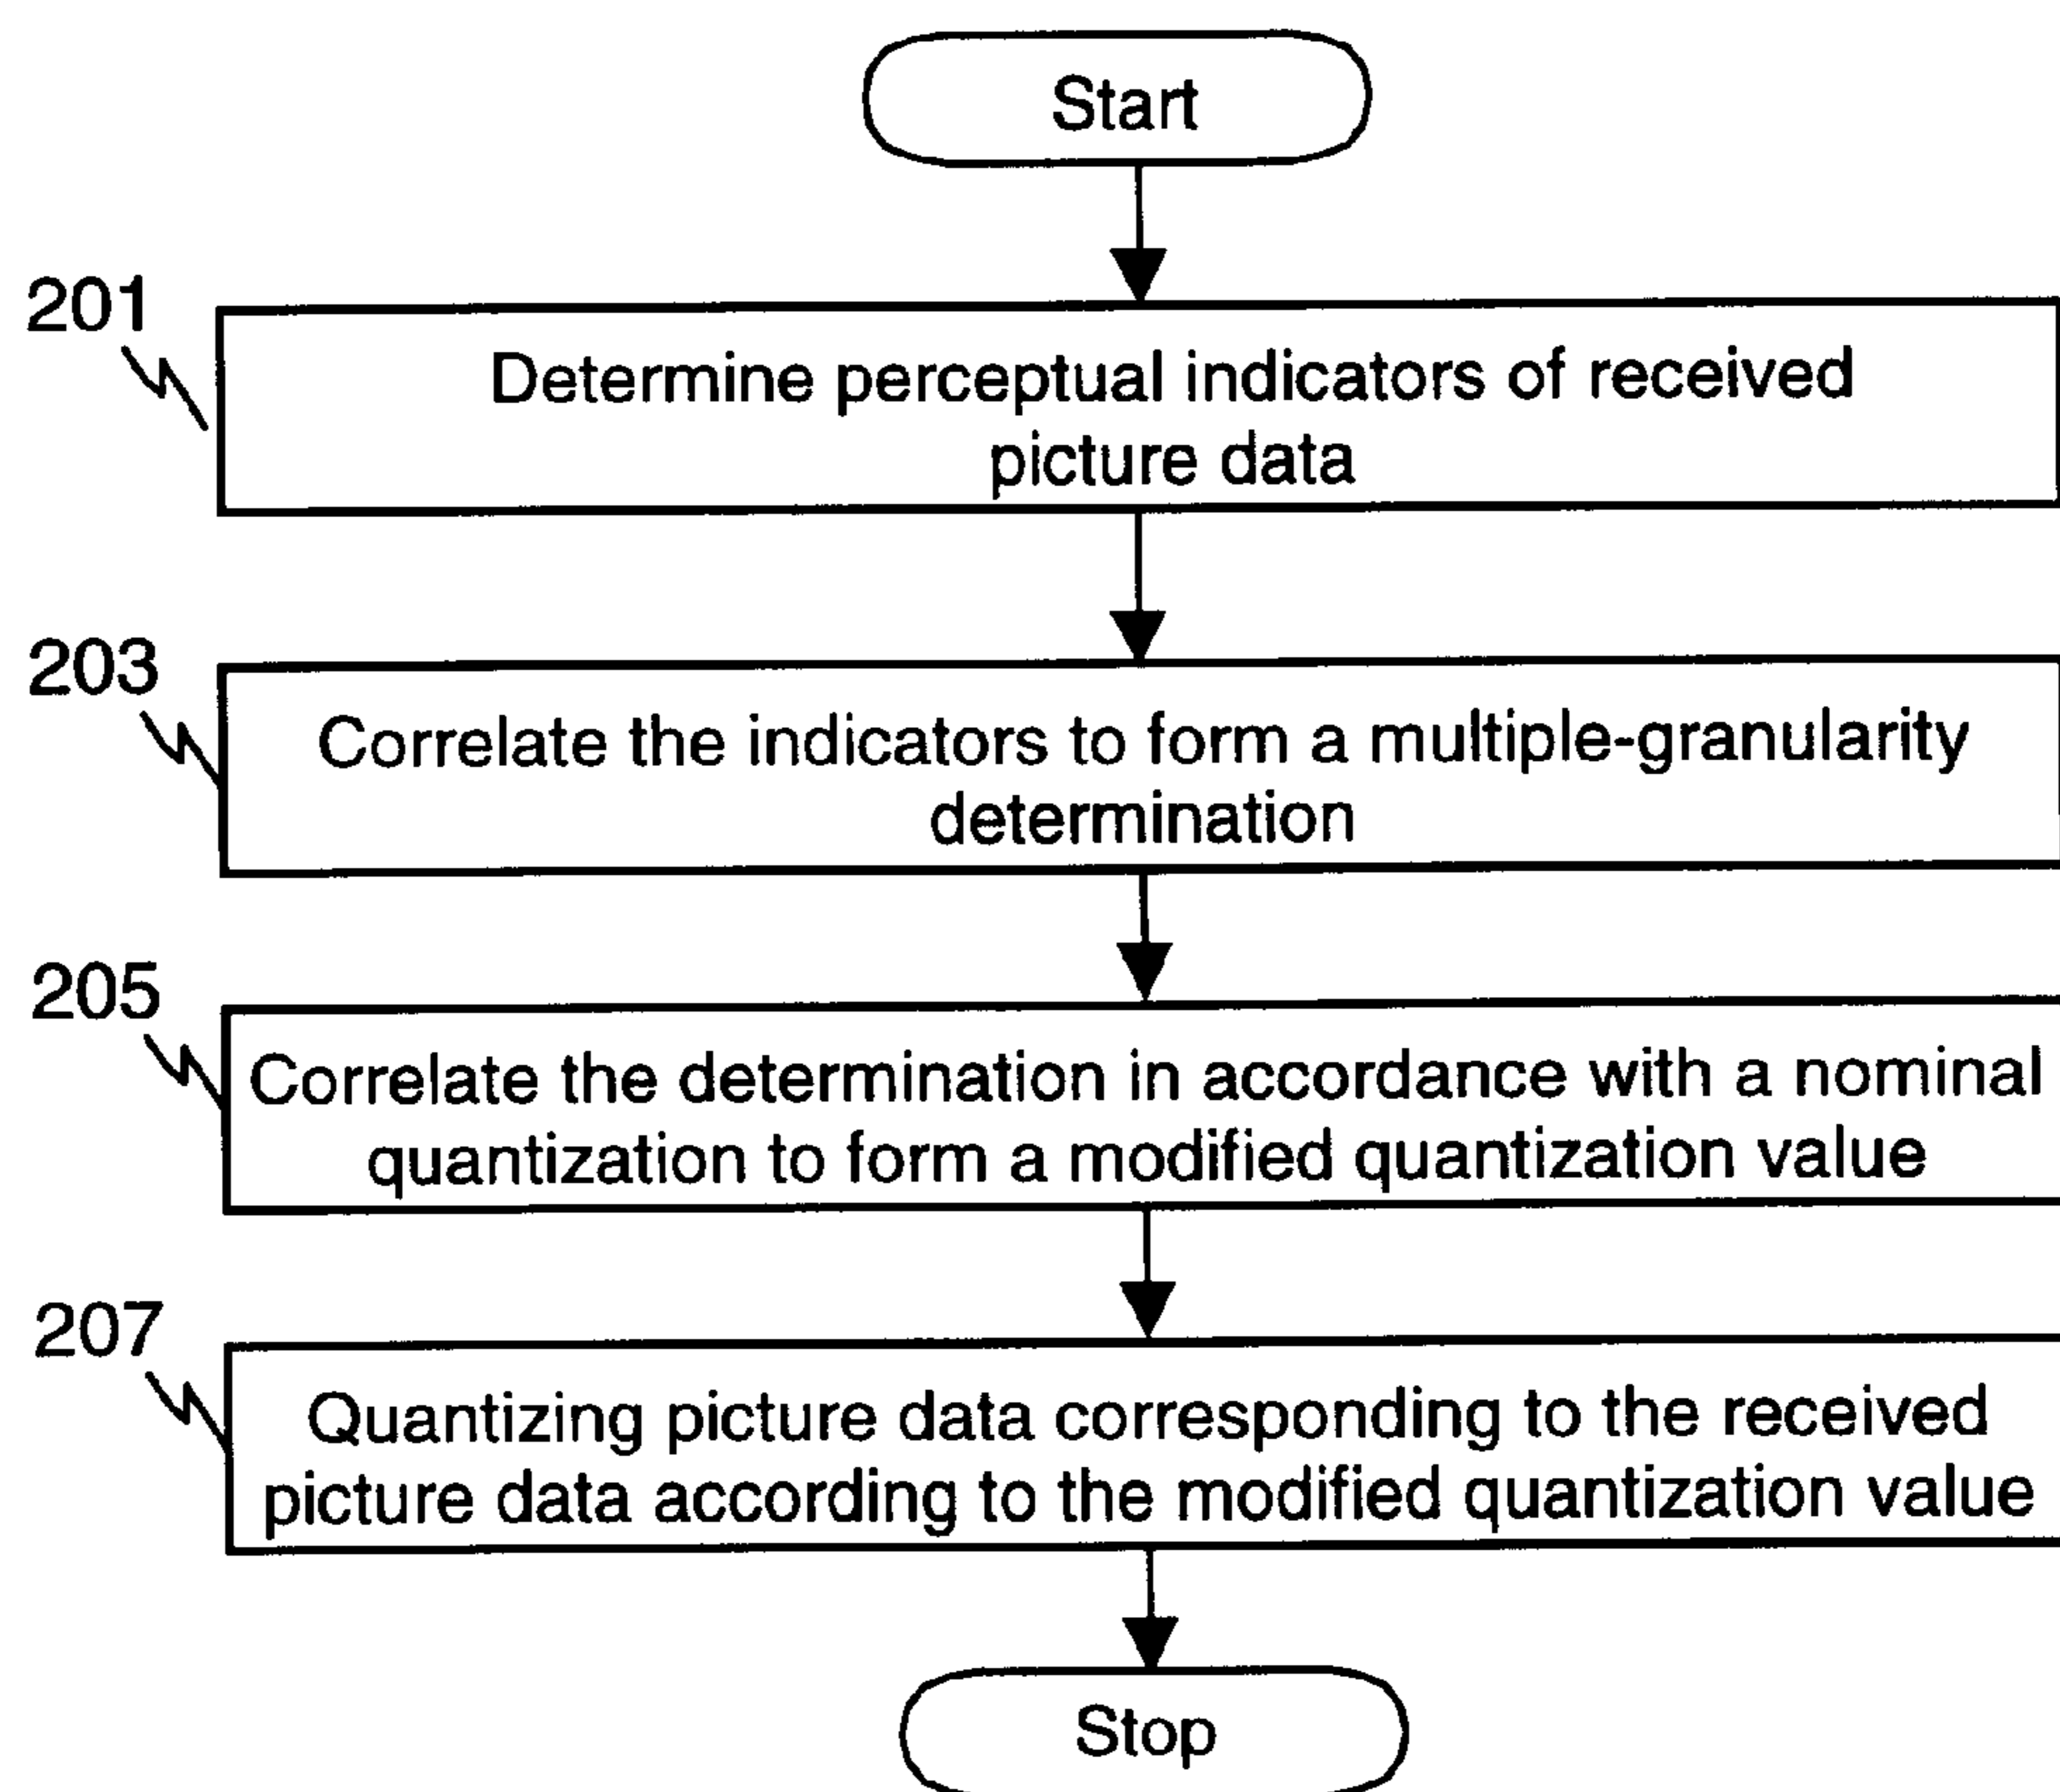 Start
201
Determine perceptual indicators of received
picture data
203
Correlate the indicators to form a multiple-granularity
determination
205
Correlate the determination in accordance with a nominal
quantization to form a modified quantization value
207
Quantizing picture data corresponding to the received
picture data according to the modified quantization value
Stop